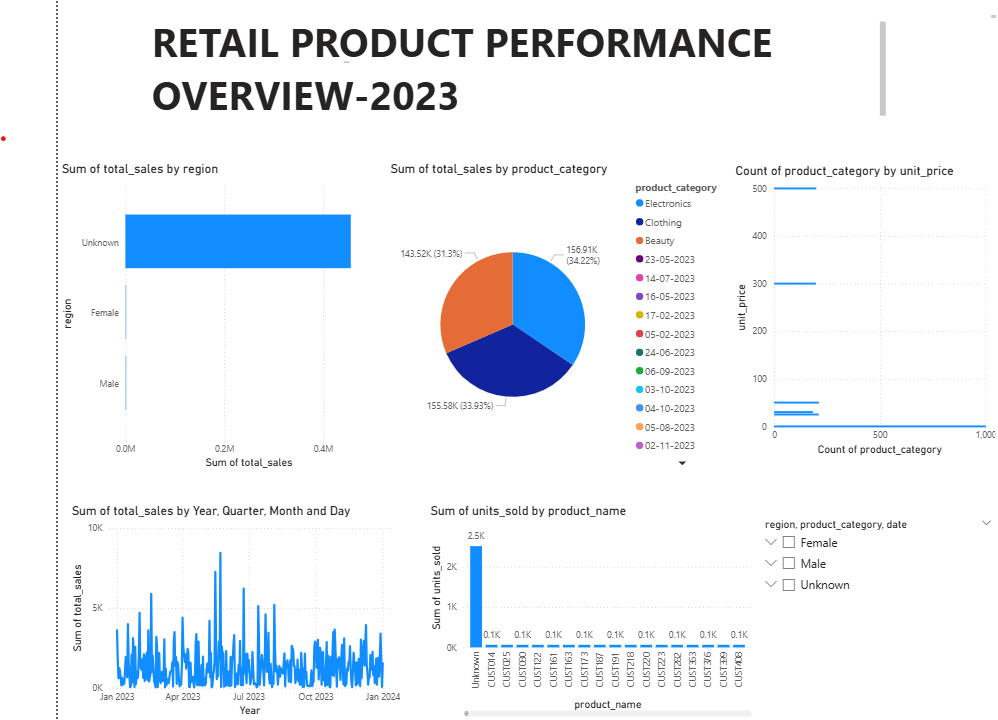 RETAIL PRODUCT PERFORMANCE
OVERVIEW-2023
Sum of total_sales by region
region
Unknown
Female
Male
0.0M 0.2M 0.4M
Sum of total_sales
Sum of total_sales by product_category
143.52K (31.3%)
156.91K
(34.22%)
155.58K (33.93%)
product_category
Electronics
Clothing
Beauty
23-05-2023
14-07-2023
16-05-2023
17-02-2023
05-02-2023
24-06-2023
06-09-2023
03-10-2023
04-10-2023
05-08-2023
02-11-2023
Count of product_category by unit_price
unit_price
500
400
300
200
100
0
0 500 1,000
Count of product_category
Sum of total_sales by Year, Quarter, Month and Day
Sum of total_sales
10K
5K
0K
Jan 2023 Apr 2023 Jul 2023 Oct 2023 Jan 2024
Year
Sum of units_sold by product_name
Sum of units_sold
2K
1K
0K
2.5K
0.1K 0.1K 0.1K 0.1K 0.1K 0.1K 0.1K 0.1K 0.1K
Unknown
CUST014
CUST025
CUST090
CUST122
CUST161
CUST163
CUST173
CUST187
CUST191
CUST218
CUST220
CUST223
CUST282
CUST353
CUST376
CUST399
CUST408
product_name
region, product_category, date
Female
Male
Unknown